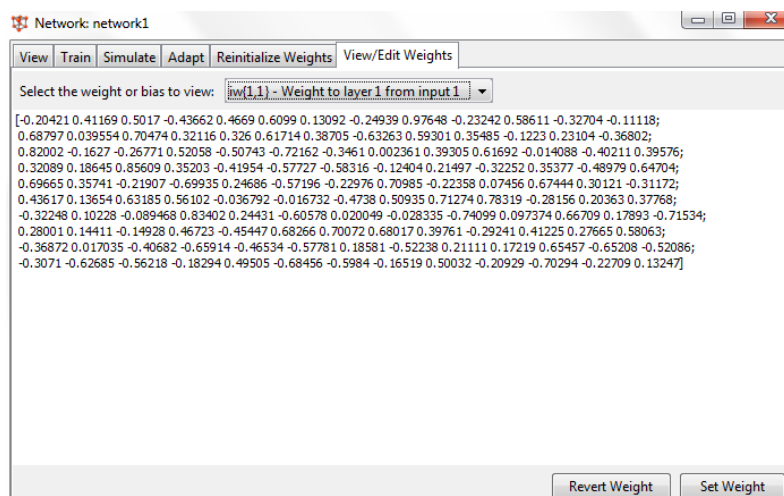 Network: network1
View Train Simulate Adapt Reinitialize Weights View/Edit Weights
Select the weight or bias to view: iw{1,1} - Weight to layer 1 from input 1
[-0.20421 0.41169 0.5017 -0.43662 0.4669 0.6099 0.13092 -0.24939 0.97648 -0.23242 0.58611 -0.32704 -0.11118;
0.68797 0.039554 0.70474 0.32116 0.326 0.61714 0.38705 -0.63263 0.59301 0.35485 -0.1223 0.23104 -0.36802;
0.82002 -0.1627 -0.26771 0.52058 -0.50743 -0.72162 -0.3461 0.002361 0.39305 0.61692 -0.014088 -0.40211 0.39576;
0.32089 0.18645 0.85609 0.35203 -0.41954 -0.57727 -0.58316 -0.12404 0.21497 -0.32252 0.35377 -0.48979 0.64704;
0.69665 0.35741 -0.21907 -0.69935 0.24686 -0.57196 -0.22976 0.70985 -0.22358 0.07456 0.67444 0.30121 -0.31172;
0.43617 0.13654 0.63185 0.56102 -0.036792 -0.016732 -0.4738 0.50935 0.71274 0.78319 -0.28156 0.20363 0.37768;
-0.32248 0.10228 -0.089468 0.83402 0.24431 -0.60578 0.020049 -0.028335 -0.74099 0.097374 0.66709 0.17893 -0.71534;
0.28001 0.14411 -0.14928 0.46723 -0.45447 0.68266 0.70072 0.68017 0.39761 -0.29241 0.41225 0.27665 0.58063;
-0.36872 0.017035 -0.40682 -0.65914 -0.46534 -0.57781 0.18581 -0.52238 0.21111 0.17219 0.65457 -0.65208 -0.52086;
-0.3071 -0.62685 -0.56218 -0.18294 0.49505 -0.68456 -0.5984 -0.16519 0.50032 -0.20929 -0.70294 -0.22709 0.13247]
Revert Weight Set Weight